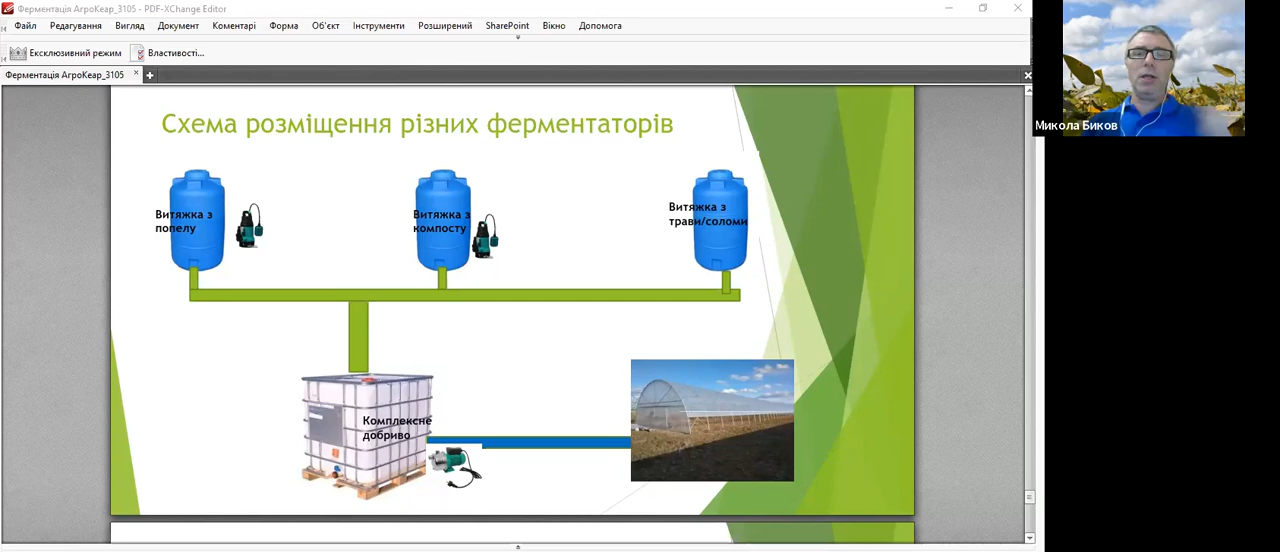 Ферментація АгроКеар_3105 - PDF-XChange Editor
Файл Редагування Вигляд Документ Коментарі Форма Об'єкт Інструменти Розширений SharePoint Вікно Допомога
Ексклюзивний режим Властивості...
Ферментація АгроКеар_3105
Схема розміщення різних ферментаторів
Витяжка з
попелу
Витяжка з
компосту
Витяжка з
трави/соломи
Комплексне
добриво
Микола Биков